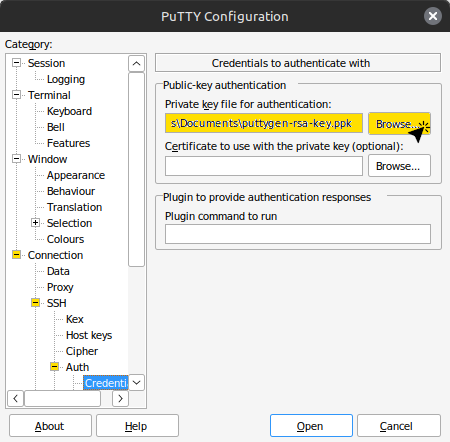 PuTTY Configuration
Category:
Session
Logging
Terminal
Keyboard
Bell
Features
Window
Appearance
Behaviour
Translation
Selection
Colours
Connection
Data
Proxy
SSH
Kex
Host keys
Cipher
Auth
Credentials to authenticate with
Public-key authentication
Private key file for authentication:
s\Documents\puttygen-rsa-key.ppk
Browse...
Certificate to use with the private key (optional):
Browse...
Plugin to provide authentication responses
Plugin command to run
About
Help
Open
Cancel